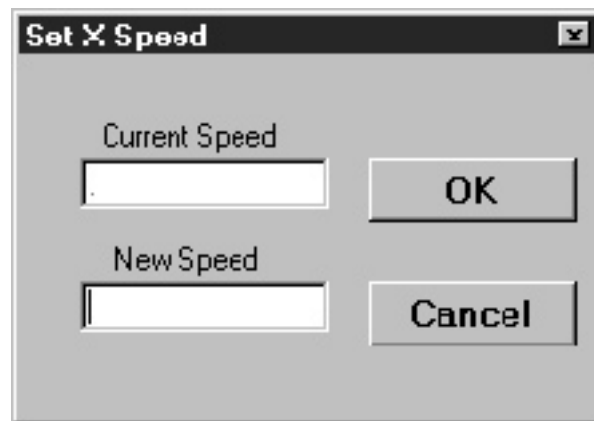 Set X Speed
Current Speed
.
OK
New Speed
Cancel